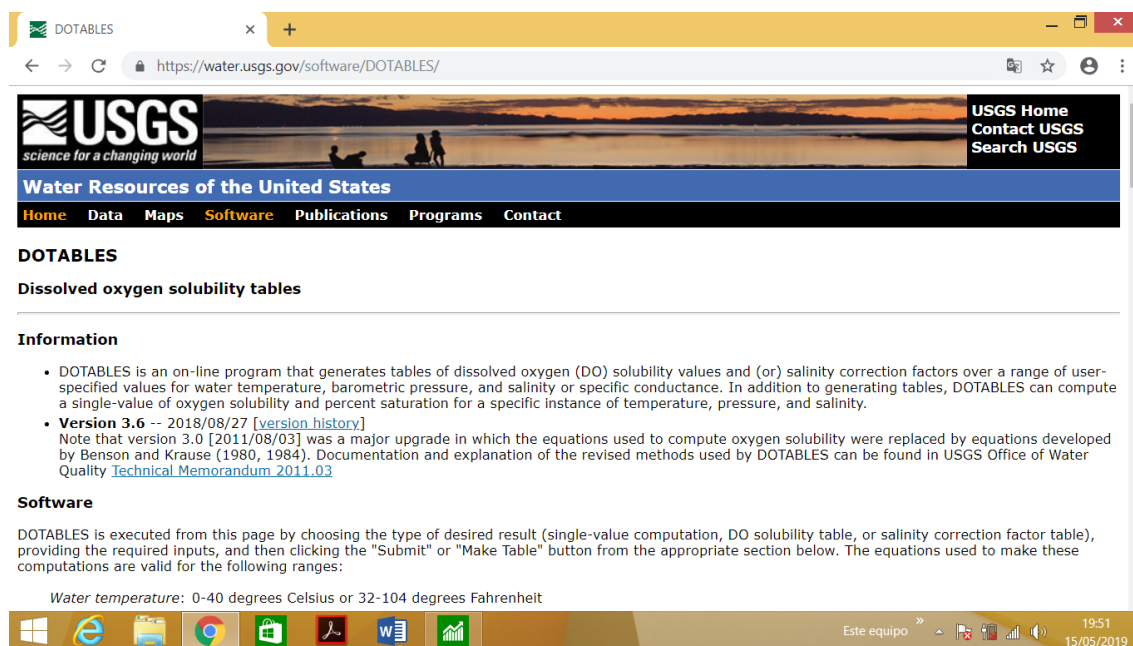 DOTABLES
https://water.usgs.gov/software/DOTABLES/
USGS
science for a changing world
USGS Home
Contact USGS
Search USGS
Water Resources of the United States
Home Data Maps Software Publications Programs Contact
DOTABLES
Dissolved oxygen solubility tables
Information
• DOTABLES is an on-line program that generates tables of dissolved oxygen (DO) solubility values and (or) salinity correction factors over a range of user-
specified values for water temperature, barometric pressure, and salinity or specific conductance. In addition to generating tables, DOTABLES can compute
a single-value of oxygen solubility and percent saturation for a specific instance of temperature, pressure, and salinity.
• Version 3.6 -- 2018/08/27 [version history]
Note that version 3.0 [2011/08/03] was a major upgrade in which the equations used to compute oxygen solubility were replaced by equations developed
by Benson and Krause (1980, 1984). Documentation and explanation of the revised methods used by DOTABLES can be found in USGS Office of Water
Quality Technical Memorandum 2011.03
Software
DOTABLES is executed from this page by choosing the type of desired result (single-value computation, DO solubility table, or salinity correction factor table),
providing the required inputs, and then clicking the "Submit" or "Make Table" button from the appropriate section below. The equations used to make these
computations are valid for the following ranges:
Water temperature: 0-40 degrees Celsius or 32-104 degrees Fahrenheit
Este equipo
19:51
15/05/2019